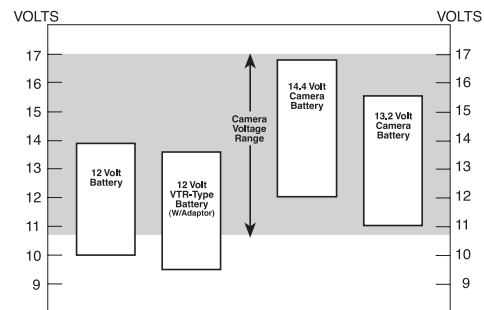 VOLTS
VOLTS
17
16
15
14
13
12
11
10
9
12 Volt
Battery
12 Volt
VTR-Type
Battery
(W/Adaptor)
Camera
Voltage
Range
14.4 Volt
Camera
Battery
13.2 Volt
Camera
Battery
17
16
15
14
13
12
11
10
9